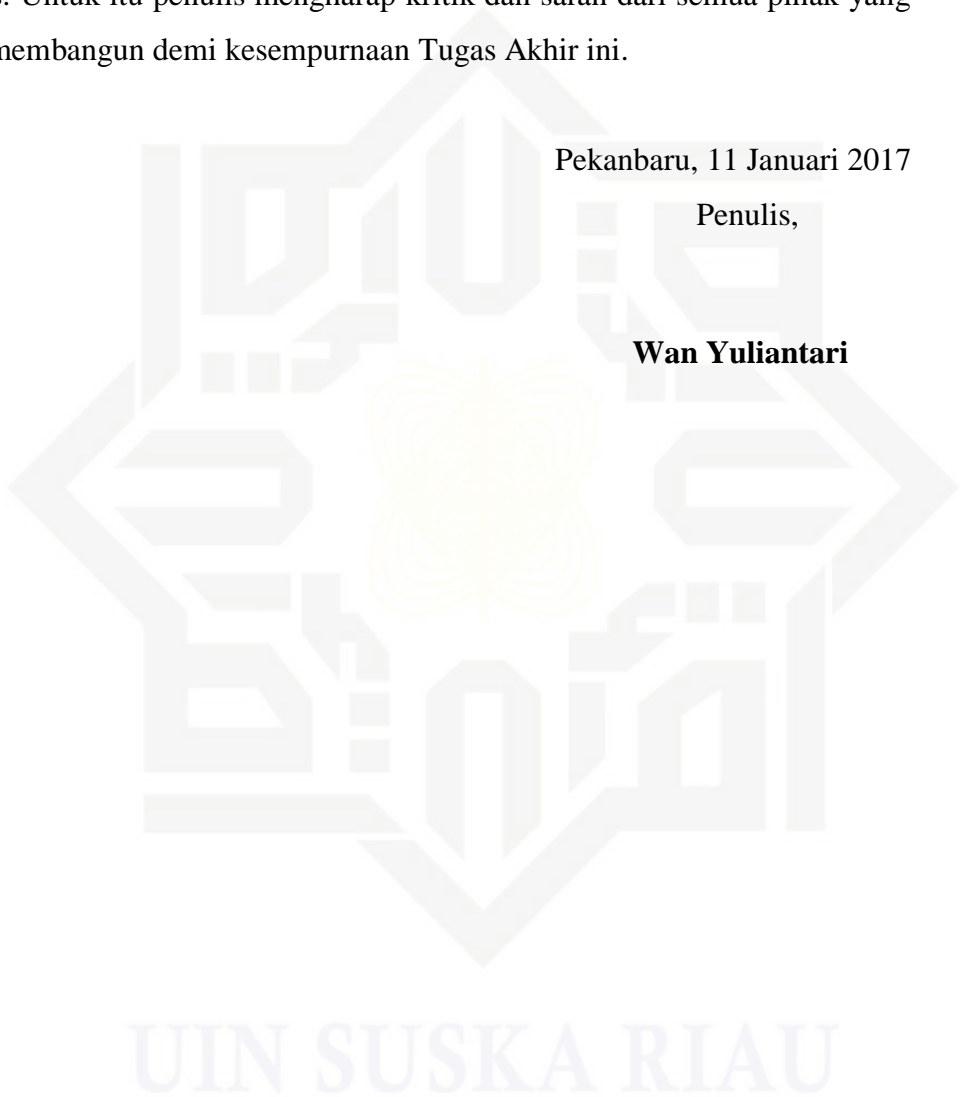 s. Untuk itu penulis mengharap kritik dan saran dari semua pihak yang
membangun demi kesempurnaan Tugas Akhir ini.
Pekanbaru, 11 Januari 2017
Penulis,
Wan Yuliantari
UIN SUSKA RIAU